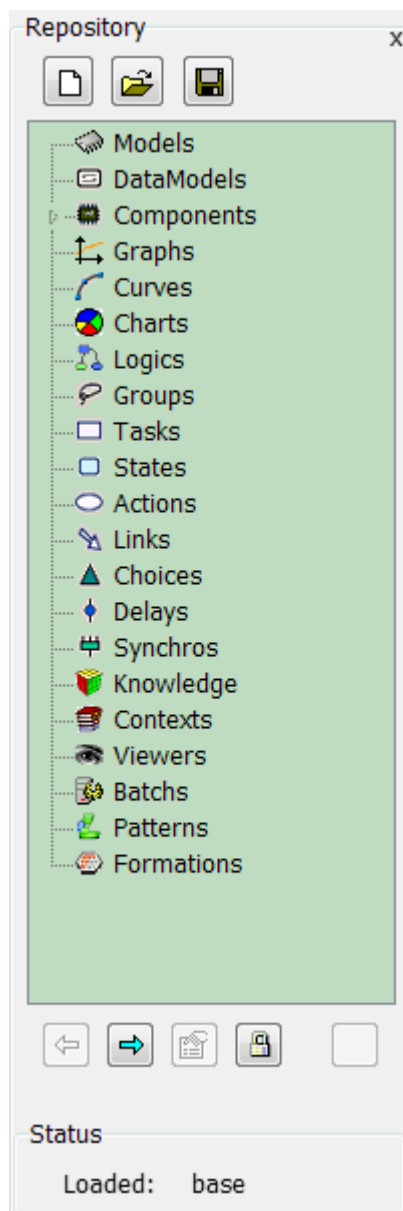 Repository
x
Models
DataModels
Components
Graphs
Curves
Charts
Logics
Groups
Tasks
States
Actions
Links
Choices
Delays
Synchros
Knowledge
Contexts
Viewers
Batchs
Patterns
Formations
Status
Loaded: base